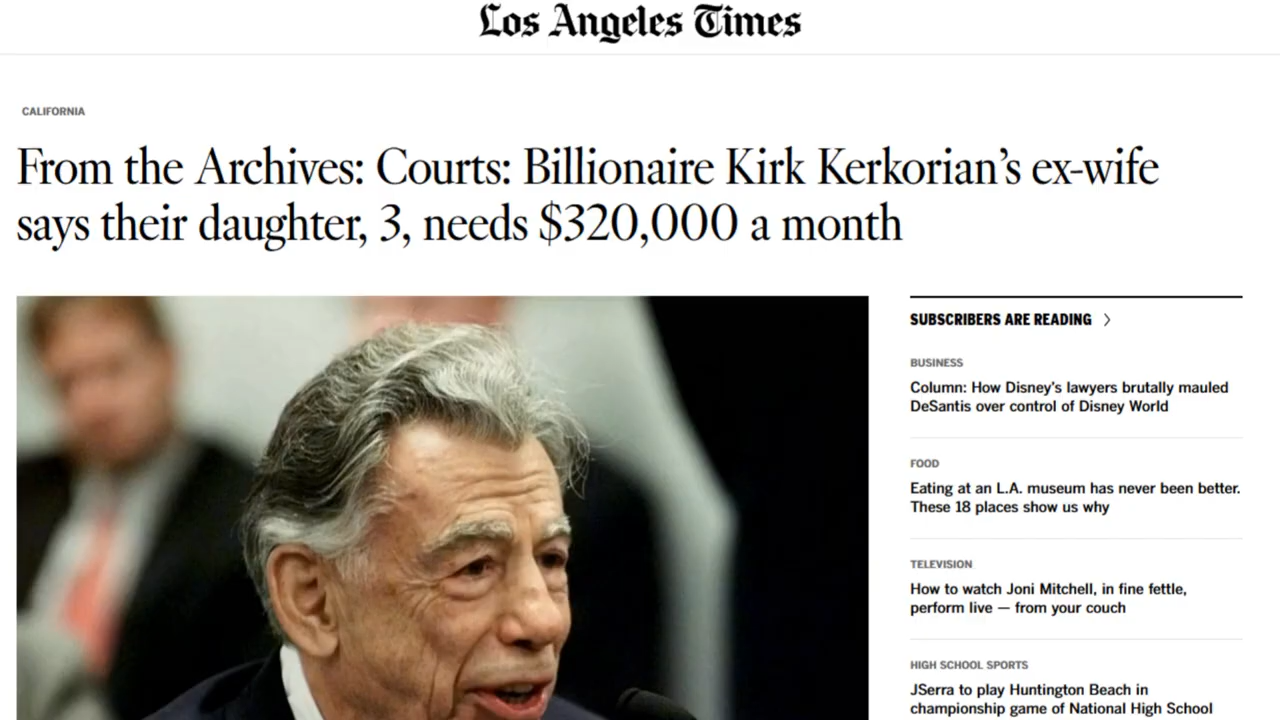 Los Angeles Times
CALIFORNIA
From the Archives: Courts: Billionaire Kirk Kerkorian’s ex-wife
says their daughter, 3, needs $320,000 a month
SUBSCRIBERS ARE READING
BUSINESS
Column: How Disney’s lawyers brutally mauled
DeSantis over control of Disney World
FOOD
Eating at an L.A. museum has never been better.
These 18 places show us why
TELEVISION
How to watch Joni Mitchell, in fine fettle,
perform live — from your couch
HIGH SCHOOL SPORTS
JSerra to play Huntington Beach in
championship game of National High School